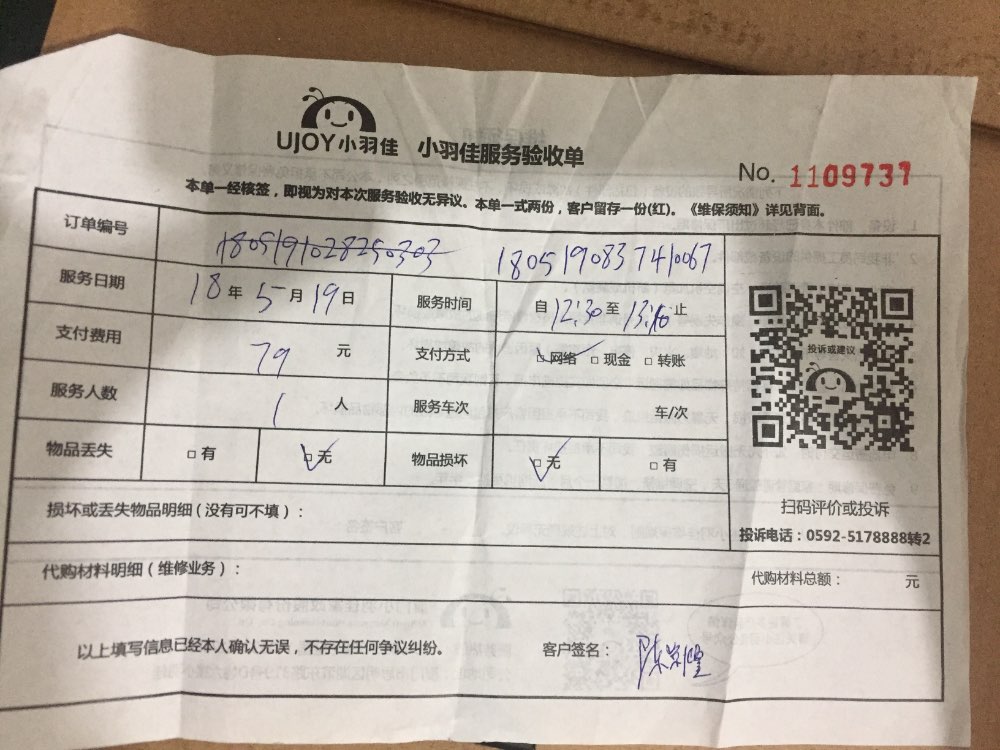 UJOY小羽佳 小羽佳服务验收单
No. 1109737
本单一经核签，即视为对本次服务验收无异议。本单一式两份，客户留存一份(红)。《维保须知》详见背面。
订单编号 1805191028250303 1805190837410067
服务日期 18年5月19日 服务时间 自12:30至13:10止
支付费用 79元 支付方式 □网络 □现金 □转账
服务人数 1人 服务车次 车/次
物品丢失 □有 □无 物品损坏 □无 □有
投诉或建议
扫码评价或投诉
投诉电话：0592-5178888转2
损坏或丢失物品明细（没有可不填）：
代购材料明细（维修业务）： 代购材料总额： 元
以上填写信息已经本人确认无误，不存在任何争议纠纷。 客户签名： 陈